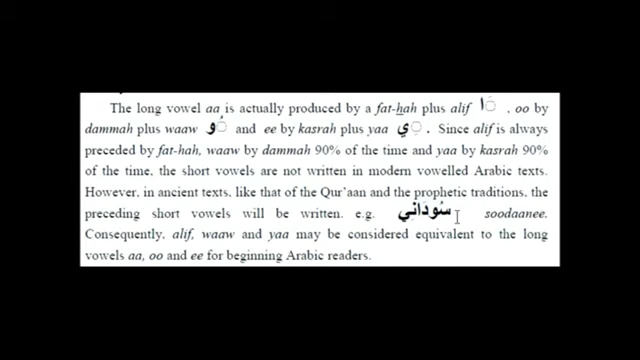 The long vowel aa is actually produced by a fat-hah plus alif ◌َا , oo by
dammah plus waaw ◌ُو and ee by kasrah plus yaa ◌ِي . Since alif is always
preceded by fat-hah, waaw by dammah 90% of the time and yaa by kasrah 90%
of the time, the short vowels are not written in modern vowelled Arabic texts.
However, in ancient texts, like that of the Qur’aan and the prophetic traditions, the
preceding short vowels will be written. e.g. سُودَانِي soodaanee.
Consequently, alif, waaw and yaa may be considered equivalent to the long
vowels aa, oo and ee for beginning Arabic readers.